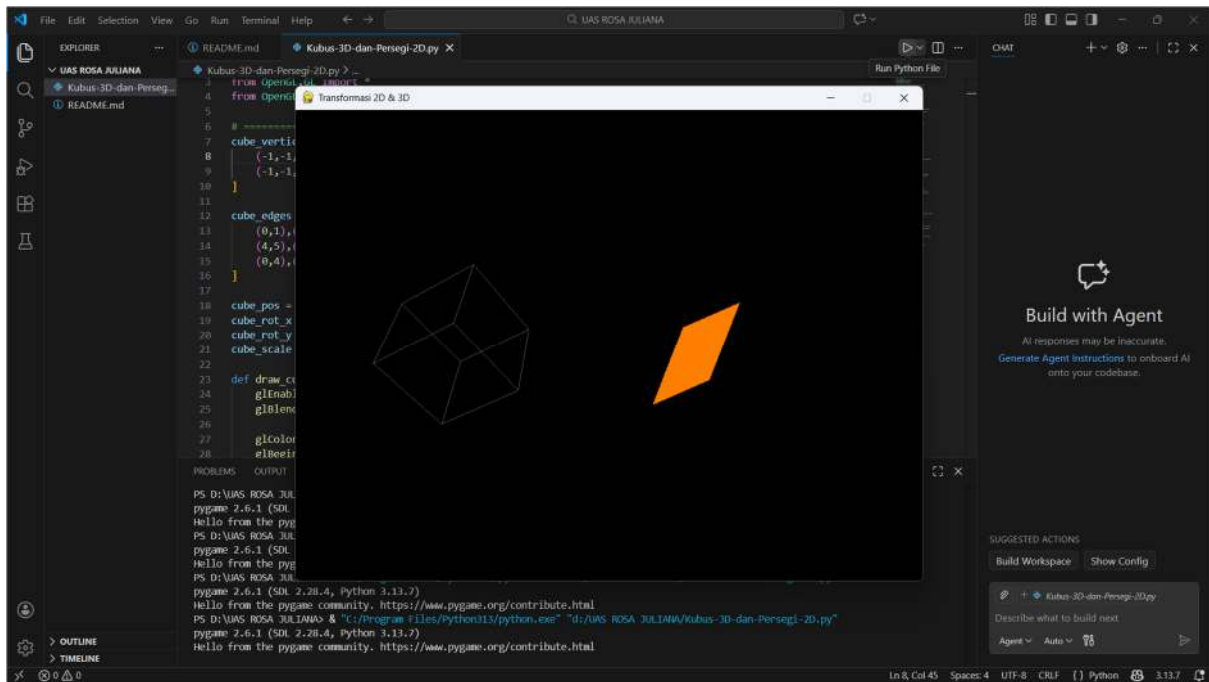 File Edit Selection View Go Run Terminal Help
UAS ROSA JULIANA
EXPLORER
UAS ROSA JULIANA
Kubus-3D-dan-Perseg...
README.md
OUTLINE
TIMELINE
README.md
Kubus-3D-dan-Persegi-2D.py
Run Python File
Kubus-3D-dan-Persegi-2D.py > ...
3 from OpenGL.GL import *
4 from OpenG
5
6 # =========
7 cube_vertic
8 (-1,-1,
9 (-1,-1,
10 ]
11
12 cube_edges
13 (0,1),(
14 (4,5),(
15 (0,4),(
16 ]
17
18 cube_pos =
19 cube_rot_x
20 cube_rot_y
21 cube_scale
22
23 def draw_cu
24 glEnabl
25 glBlend
26
27 glColor
28 glBegin
Transformasi 2D & 3D
PROBLEMS OUTPUT
PS D:\UAS ROSA JUL
pygame 2.6.1 (SDL
Hello from the pyg
PS D:\UAS ROSA JUL
pygame 2.6.1 (SDL
Hello from the pyg
PS D:\UAS ROSA JUL
pygame 2.6.1 (SDL 2.28.4, Python 3.13.7)
Hello from the pygame community. https://www.pygame.org/contribute.html
PS D:\UAS ROSA JULIANA> & "C:/Program Files/Python313/python.exe" "d:/UAS ROSA JULIANA/Kubus-3D-dan-Persegi-2D.py"
pygame 2.6.1 (SDL 2.28.4, Python 3.13.7)
Hello from the pygame community. https://www.pygame.org/contribute.html
CHAT
Build with Agent
AI responses may be inaccurate.
Generate Agent Instructions to onboard AI
onto your codebase.
SUGGESTED ACTIONS
Build Workspace Show Config
Kubus-3D-dan-Persegi-2D.py
Describe what to build next
Agent Auto
0 0 Ln 8, Col 45 Spaces: 4 UTF-8 CRLF { } Python 3.13.7